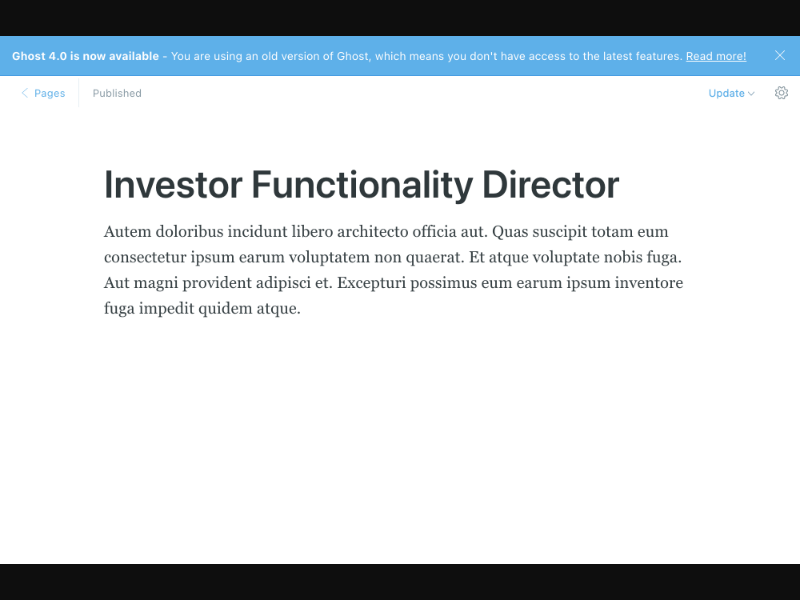 Ghost 4.0 is now available - You are using an old version of Ghost, which means you don't have access to the latest features. Read more!
Pages
Published
Update
Investor Functionality Director
Autem doloribus incidunt libero architecto officia aut. Quas suscipit totam eum
consectetur ipsum earum voluptatem non quaerat. Et atque voluptate nobis fuga.
Aut magni provident adipisci et. Excepturi possimus eum earum ipsum inventore
fuga impedit quidem atque.